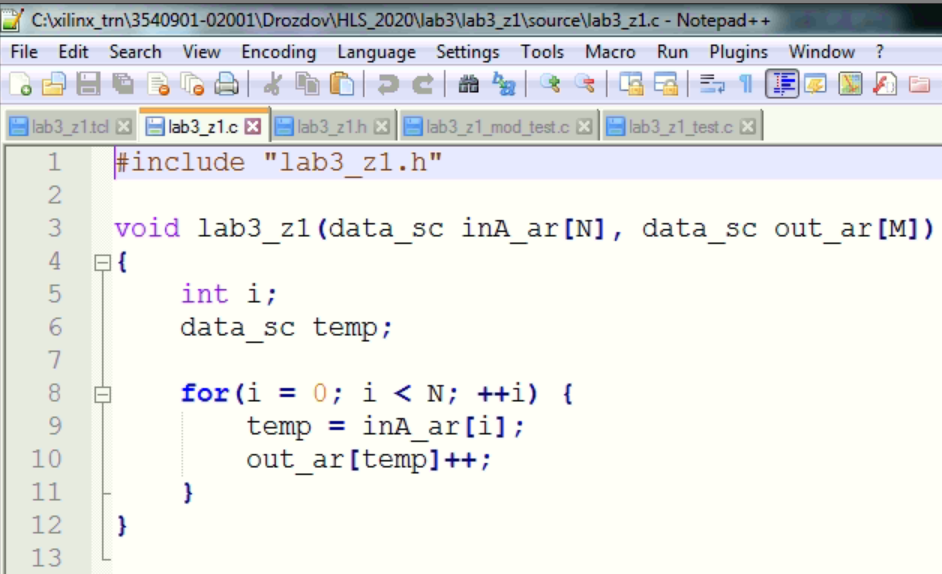 C:\xilinx_trn\3540901-02001\Drozdov\HLS_2020\lab3\lab3_z1\source\lab3_z1.c - Notepad++
File Edit Search View Encoding Language Settings Tools Macro Run Plugins Window ?
lab3_z1.tcl lab3_z1.c lab3_z1.h lab3_z1_mod_test.c lab3_z1_test.c
1 #include "lab3_z1.h"
2
3 void lab3_z1(data_sc inA_ar[N], data_sc out_ar[M])
4 {
5 int i;
6 data_sc temp;
7
8 for(i = 0; i < N; ++i) {
9 temp = inA_ar[i];
10 out_ar[temp]++;
11 }
12 }
13